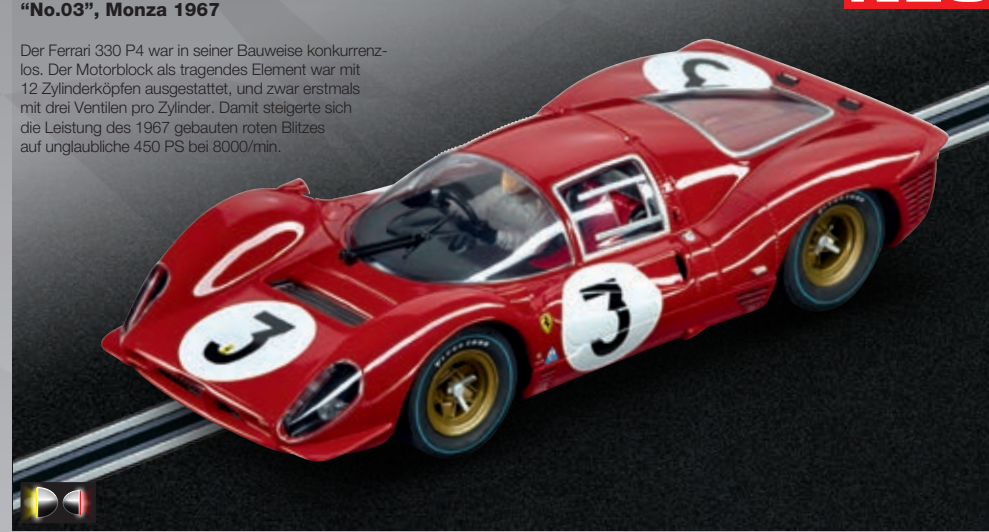 “No.03”, Monza 1967
Der Ferrari 330 P4 war in seiner Bauweise konkurrenz-
los. Der Motorblock als tragendes Element war mit
12 Zylinderköpfen ausgestattet, und zwar erstmals
mit drei Ventilen pro Zylinder. Damit steigerte sich
die Leistung des 1967 gebauten roten Blitzes
auf unglaubliche 450 PS bei 8000/min.
3
3
3